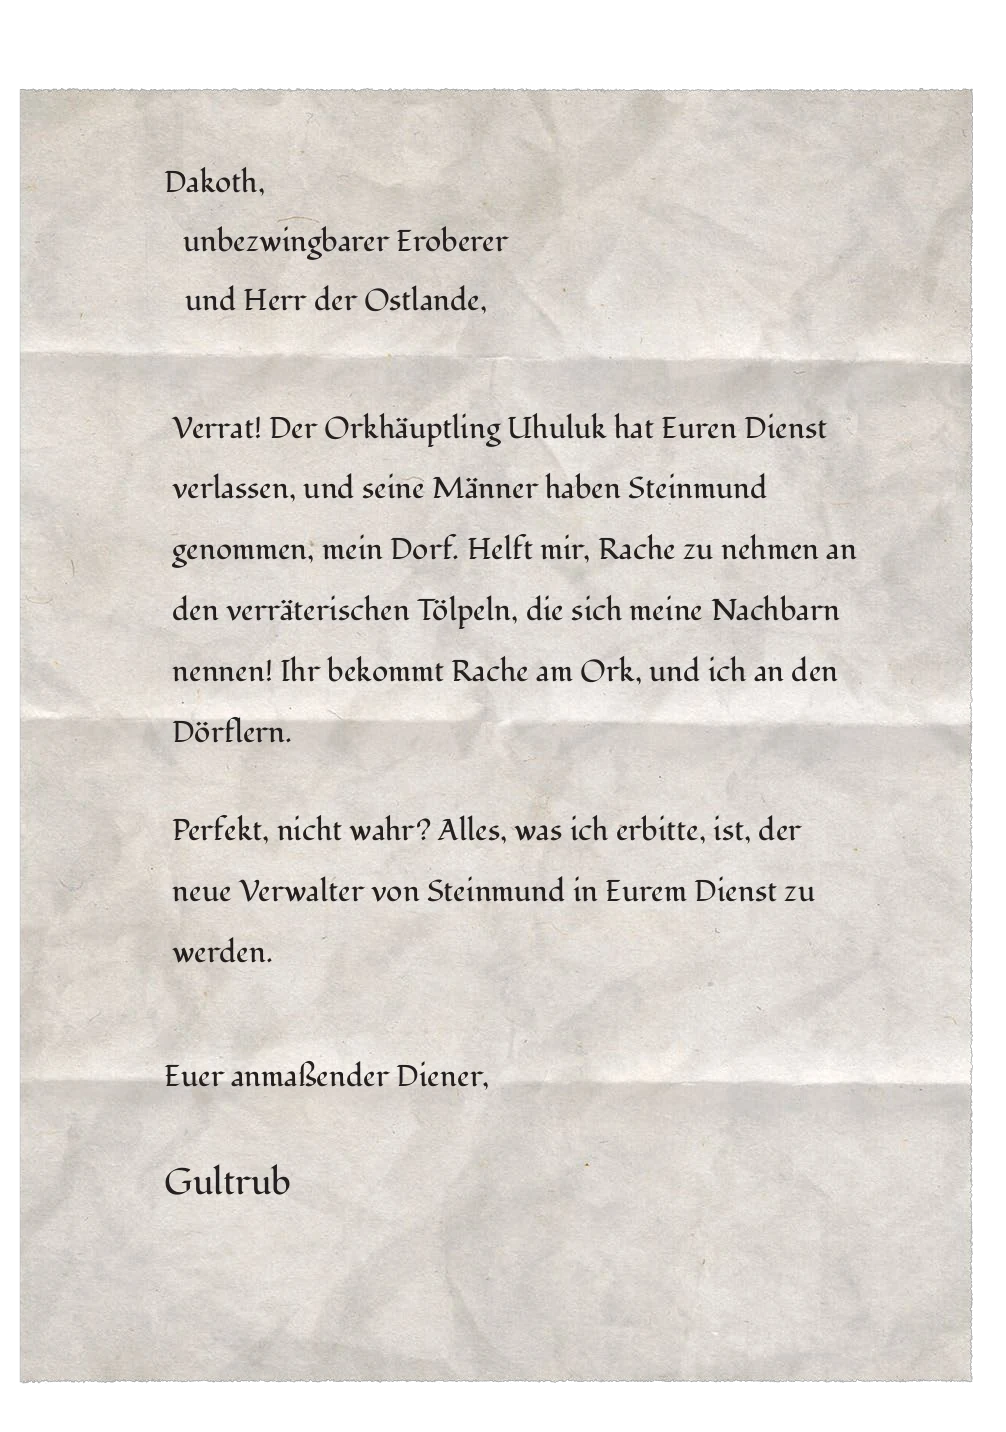 Dakoth,
unbezwingbarer Eroberer
und Herr der Ostlande,
Verrat! Der Orkhäuptling Uhuluk hat Euren Dienst
verlassen, und seine Männer haben Steinmund
genommen, mein Dorf. Helft mir, Rache zu nehmen an
den verräterischen Tölpeln, die sich meine Nachbarn
nennen! Ihr bekommt Rache am Ork, und ich an den
Dörflern.
Perfekt, nicht wahr? Alles, was ich erbitte, ist, der
neue Verwalter von Steinmund in Eurem Dienst zu
werden.
Euer anmaßender Diener,
Gultrub